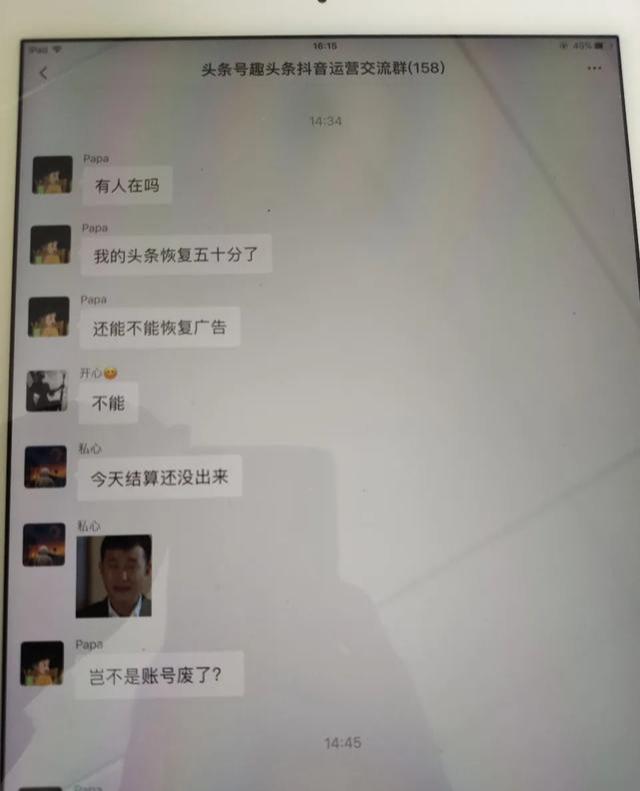 iPad
16:15
45%
头条号趣头条抖音运营交流群(158)
14:34
Papa
有人在吗
Papa
我的头条恢复五十分了
Papa
还能不能恢复广告
开心😊
不能
私心
今天结算还没出来
私心
Papa
岂不是账号废了?
14:45
Papa